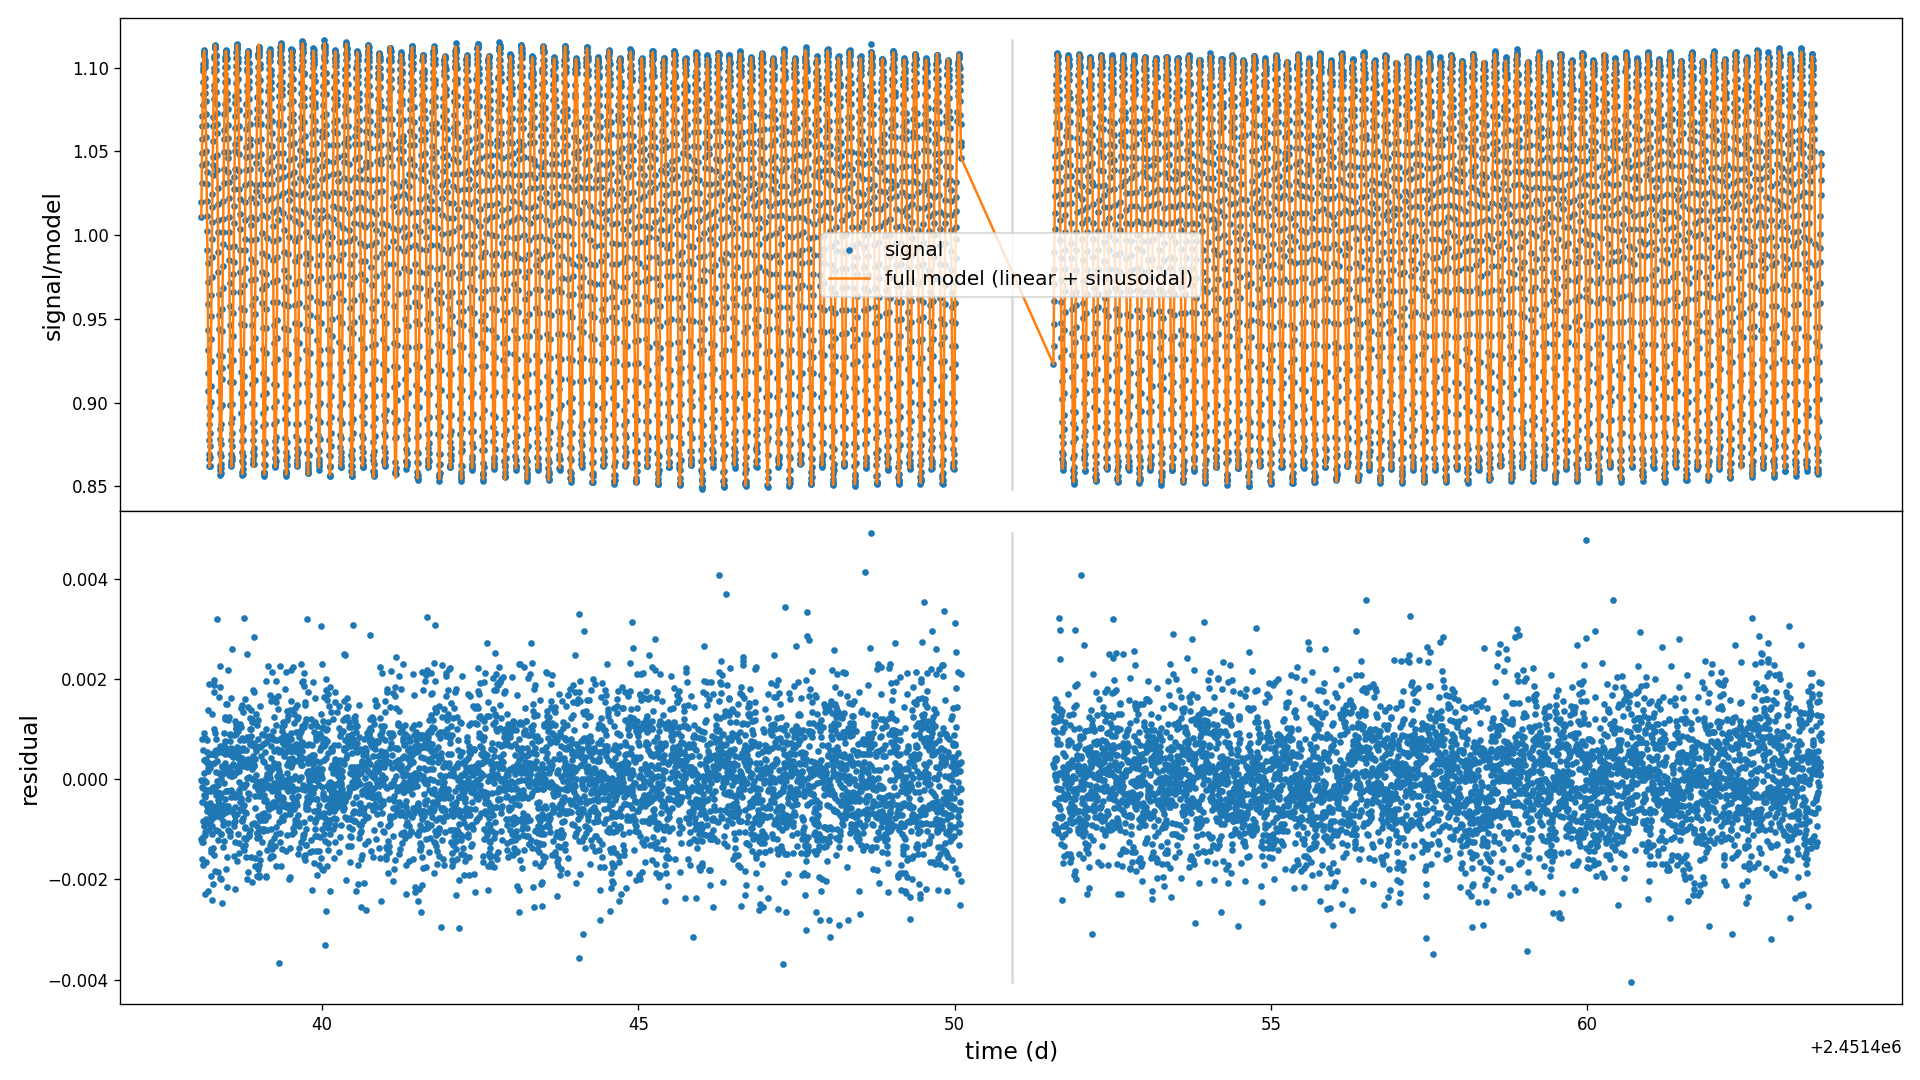 signal/model
1.10
1.05
1.00
0.95
0.90
0.85
signal
full model (linear + sinusoidal)
residual
0.004
0.002
0.000
−0.002
−0.004
40
45
50
55
60
time (d)
+2.4514e6